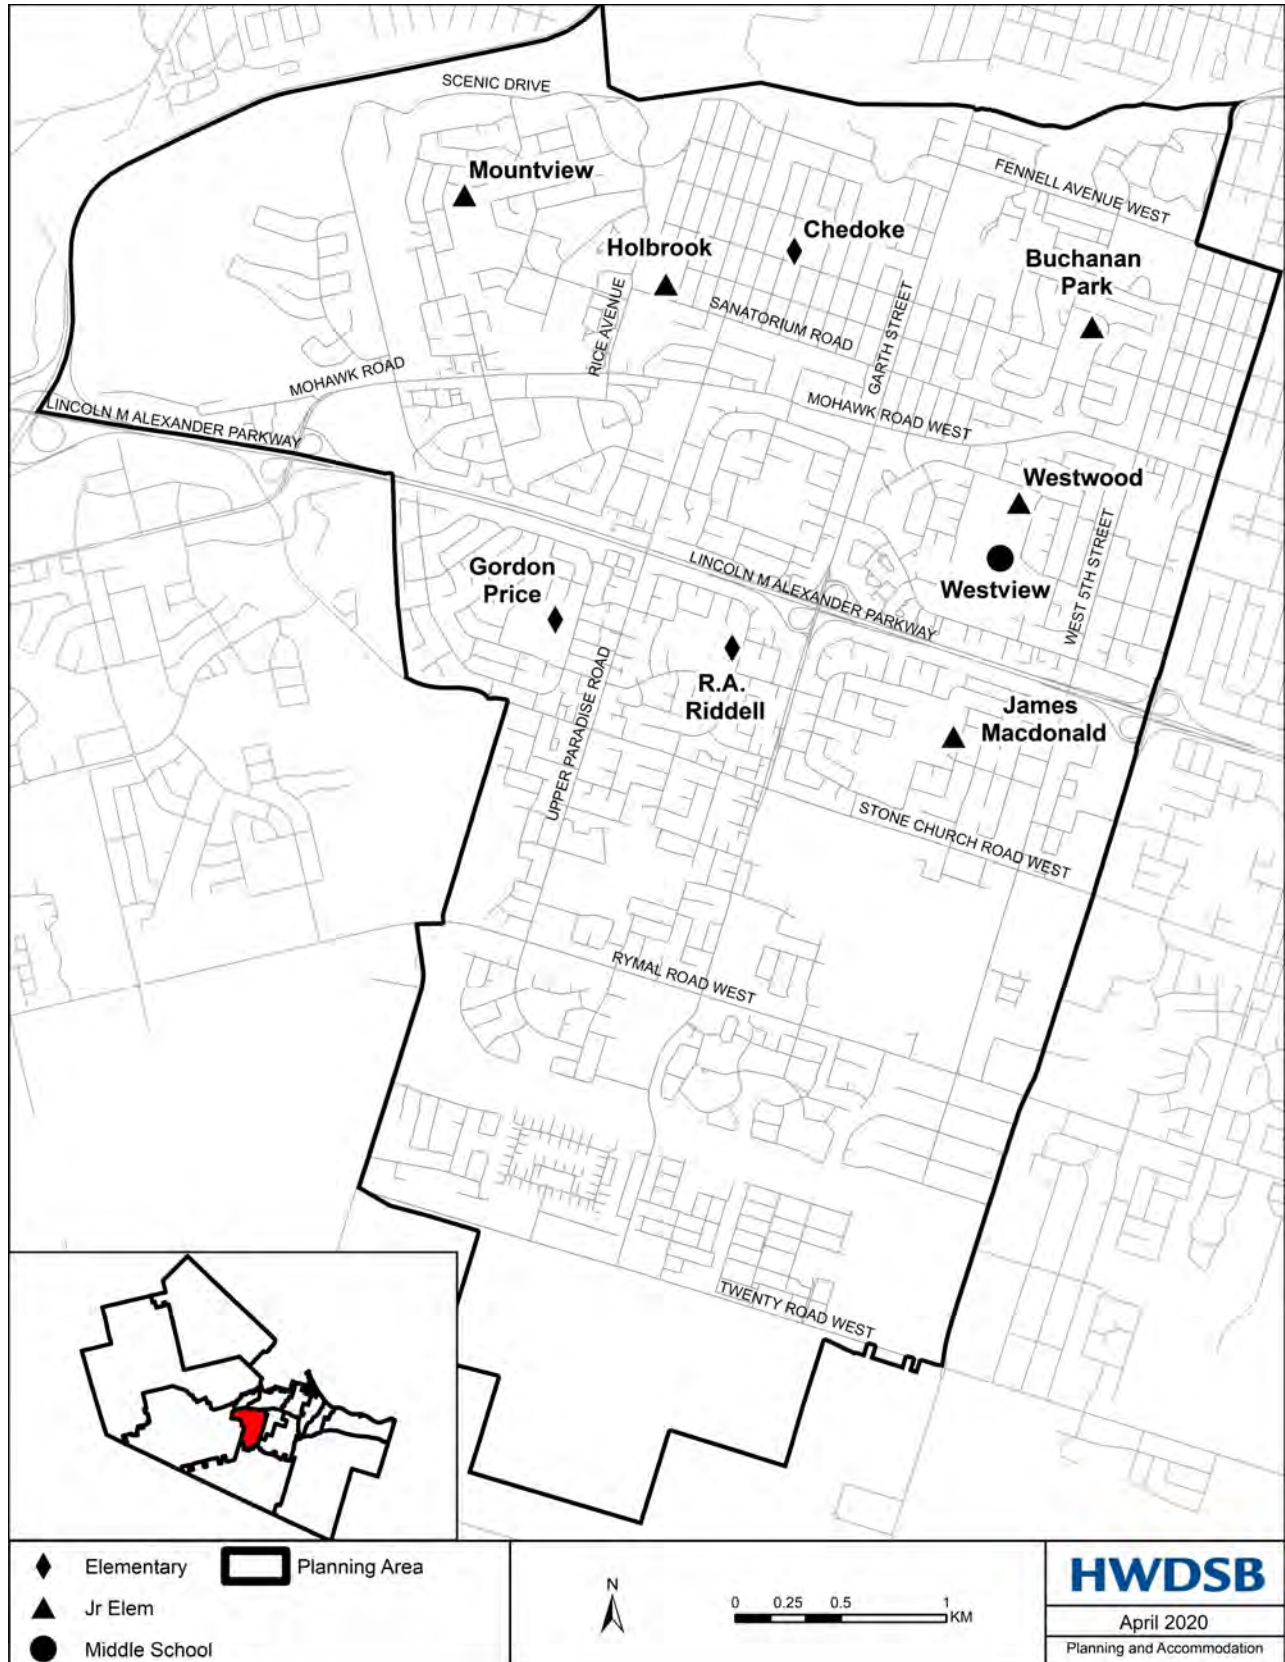 SCENIC DRIVE
Mountview
FENNELL AVENUE WEST
Chedoke
Holbrook
Buchanan
Park
RICE AVENUE
SANATORIUM ROAD
GARTH STREET
MOHAWK ROAD
MOHAWK ROAD WEST
LINCOLN M ALEXANDER PARKWAY
Westwood
Gordon
Price
LINCOLN M ALEXANDER PARKWAY
Westview
WEST 5TH STREET
UPPER PARADISE ROAD
R.A.
Riddell
James
Macdonald
STONE CHURCH ROAD WEST
RYMAL ROAD WEST
TWENTY ROAD WEST
Elementary
Planning Area
Jr Elem
Middle School
N
0 0.25 0.5 1
KM
HWDSB
April 2020
Planning and Accommodation